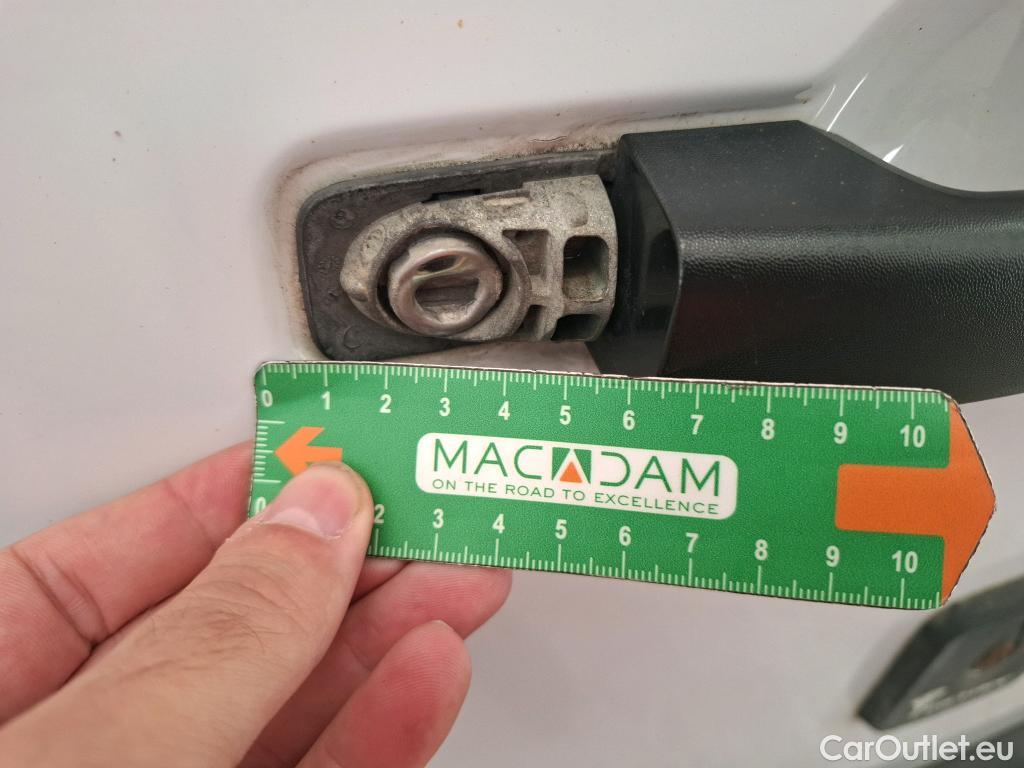 0 1 2 3 4 5 6 7 8 9 10
MACADAM
ON THE ROAD TO EXCELLENCE
0 2 3 4 5 6 7 8 9 10
CarOutlet.eu